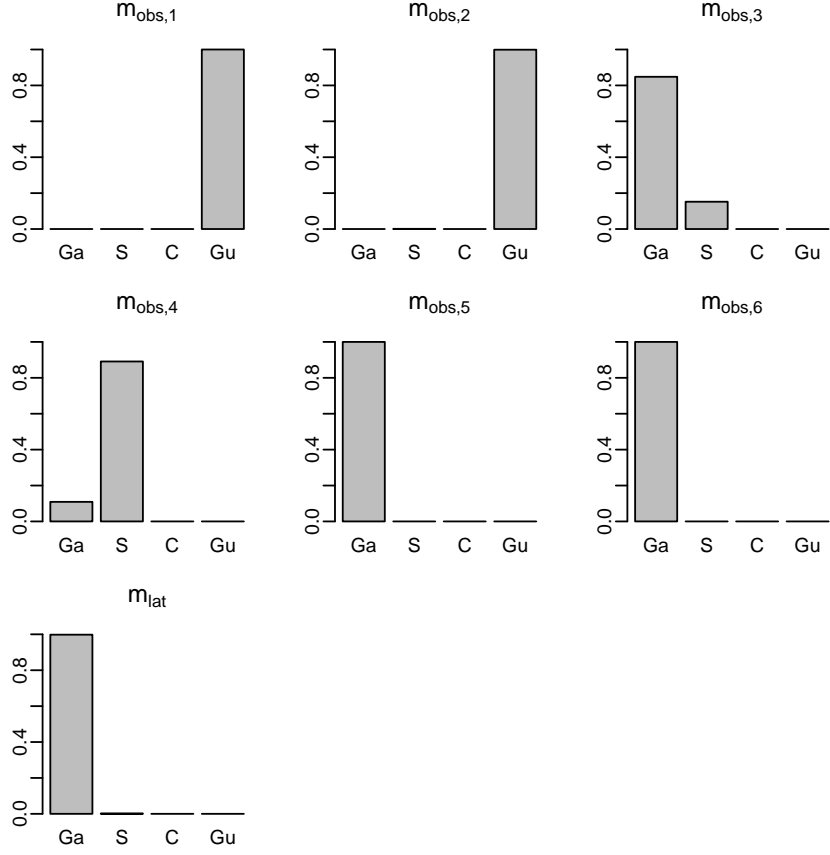 m_obs,1 m_obs,2 m_obs,3
0.0 0.4 0.8 0.0 0.4 0.8 0.0 0.4 0.8
Ga S C Gu Ga S C Gu Ga S C Gu
m_obs,4 m_obs,5 m_obs,6
0.0 0.4 0.8 0.0 0.4 0.8 0.0 0.4 0.8
Ga S C Gu Ga S C Gu Ga S C Gu
m_lat
0.0 0.4 0.8
Ga S C Gu